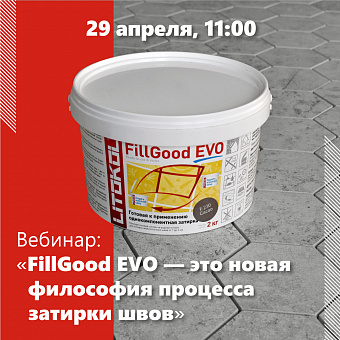 29 апреля, 11:00
LITOKOL
FillGood EVO
Готовая к применению
однокомпонентная затирка
2 кг
Вебинар:
«FillGood EVO — это новая
философия процесса
затирки швов»